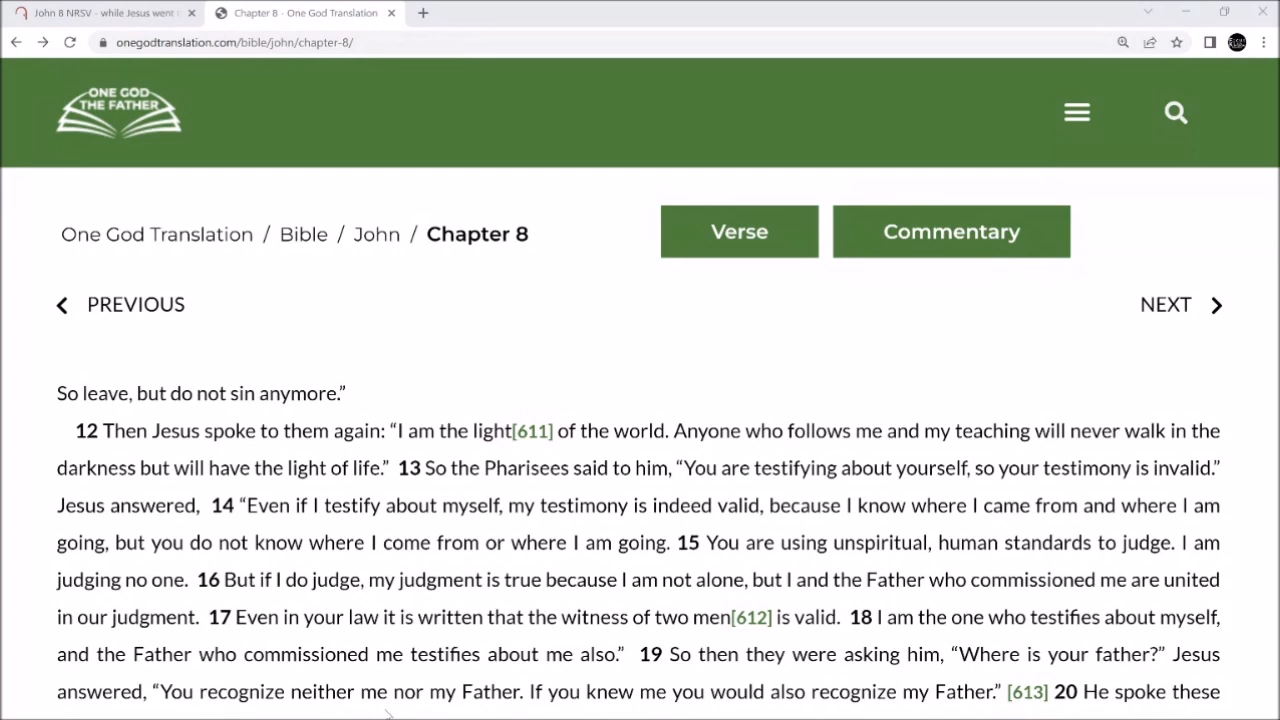 John 8 NRSV - while Jesus went
Chapter 8 - One God Translation
onegodtranslation.com/bible/john/chapter-8/
ONE GOD
THE FATHER
One God Translation / Bible / John / Chapter 8
Verse
Commentary
PREVIOUS
NEXT
So leave, but do not sin anymore.”
12 Then Jesus spoke to them again: “I am the light[611] of the world. Anyone who follows me and my teaching will never walk in the
darkness but will have the light of life.” 13 So the Pharisees said to him, “You are testifying about yourself, so your testimony is invalid.”
Jesus answered, 14 “Even if I testify about myself, my testimony is indeed valid, because I know where I came from and where I am
going, but you do not know where I come from or where I am going. 15 You are using unspiritual, human standards to judge. I am
judging no one. 16 But if I do judge, my judgment is true because I am not alone, but I and the Father who commissioned me are united
in our judgment. 17 Even in your law it is written that the witness of two men[612] is valid. 18 I am the one who testifies about myself,
and the Father who commissioned me testifies about me also.” 19 So then they were asking him, “Where is your father?” Jesus
answered, “You recognize neither me nor my Father. If you knew me you would also recognize my Father.” [613] 20 He spoke these